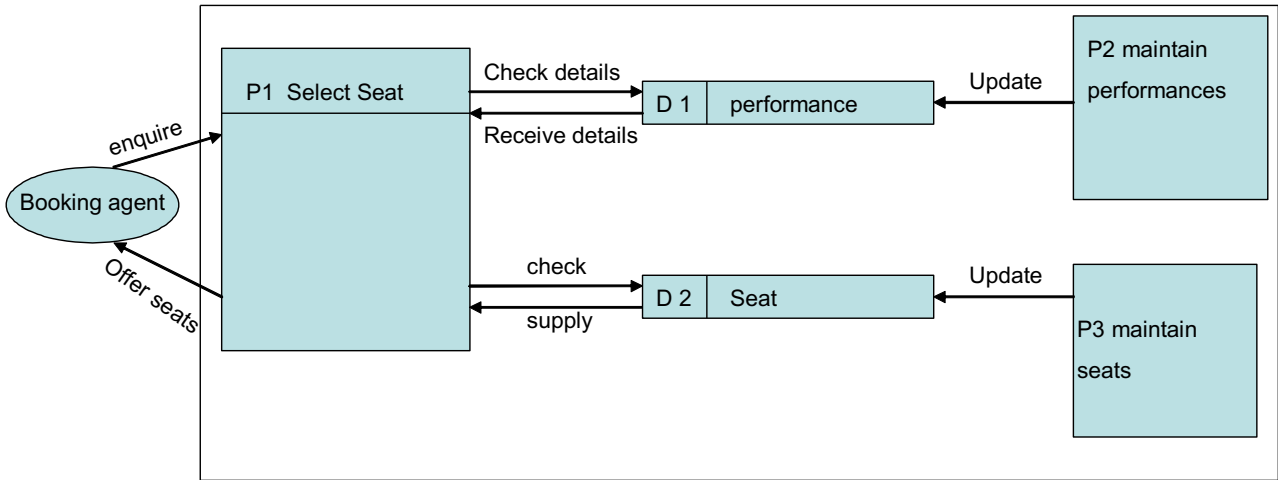 P1 Select Seat
enquire
Booking agent
Offer seats
Check details
Receive details
D 1 performance
Update
P2 maintain
performances
check
supply
D 2 Seat
Update
P3 maintain
seats